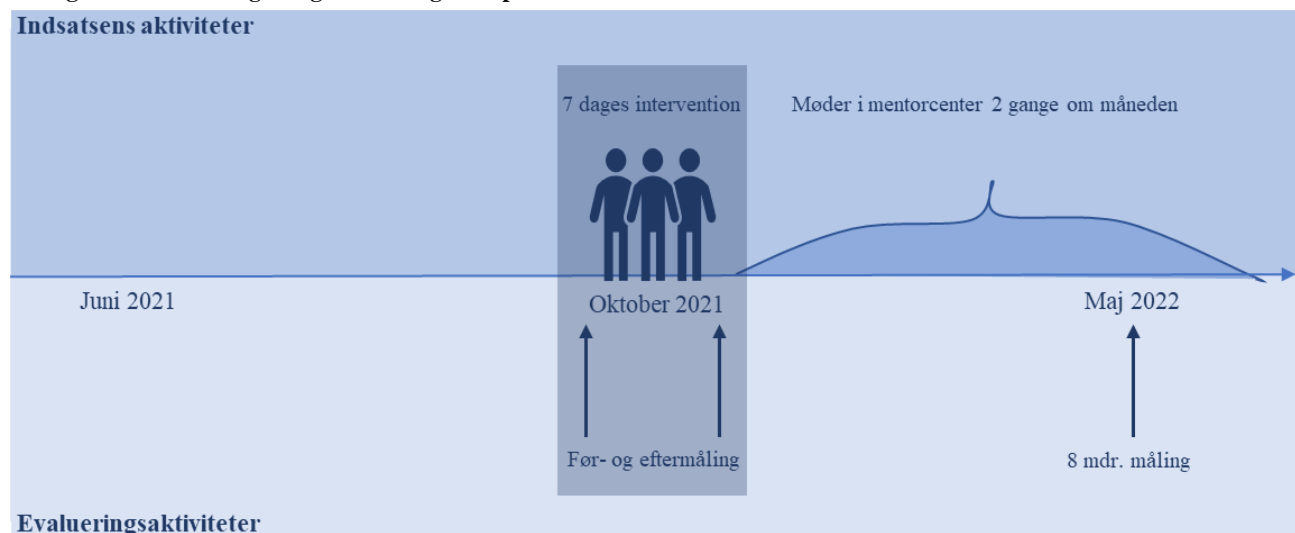 Indsatsens aktiviteter
7 dages intervention
Møder i mentorcenter 2 gange om måneden
Juni 2021
Oktober 2021
Maj 2022
Før- og eftermåling
8 mdr. måling
Evalueringsaktiviteter